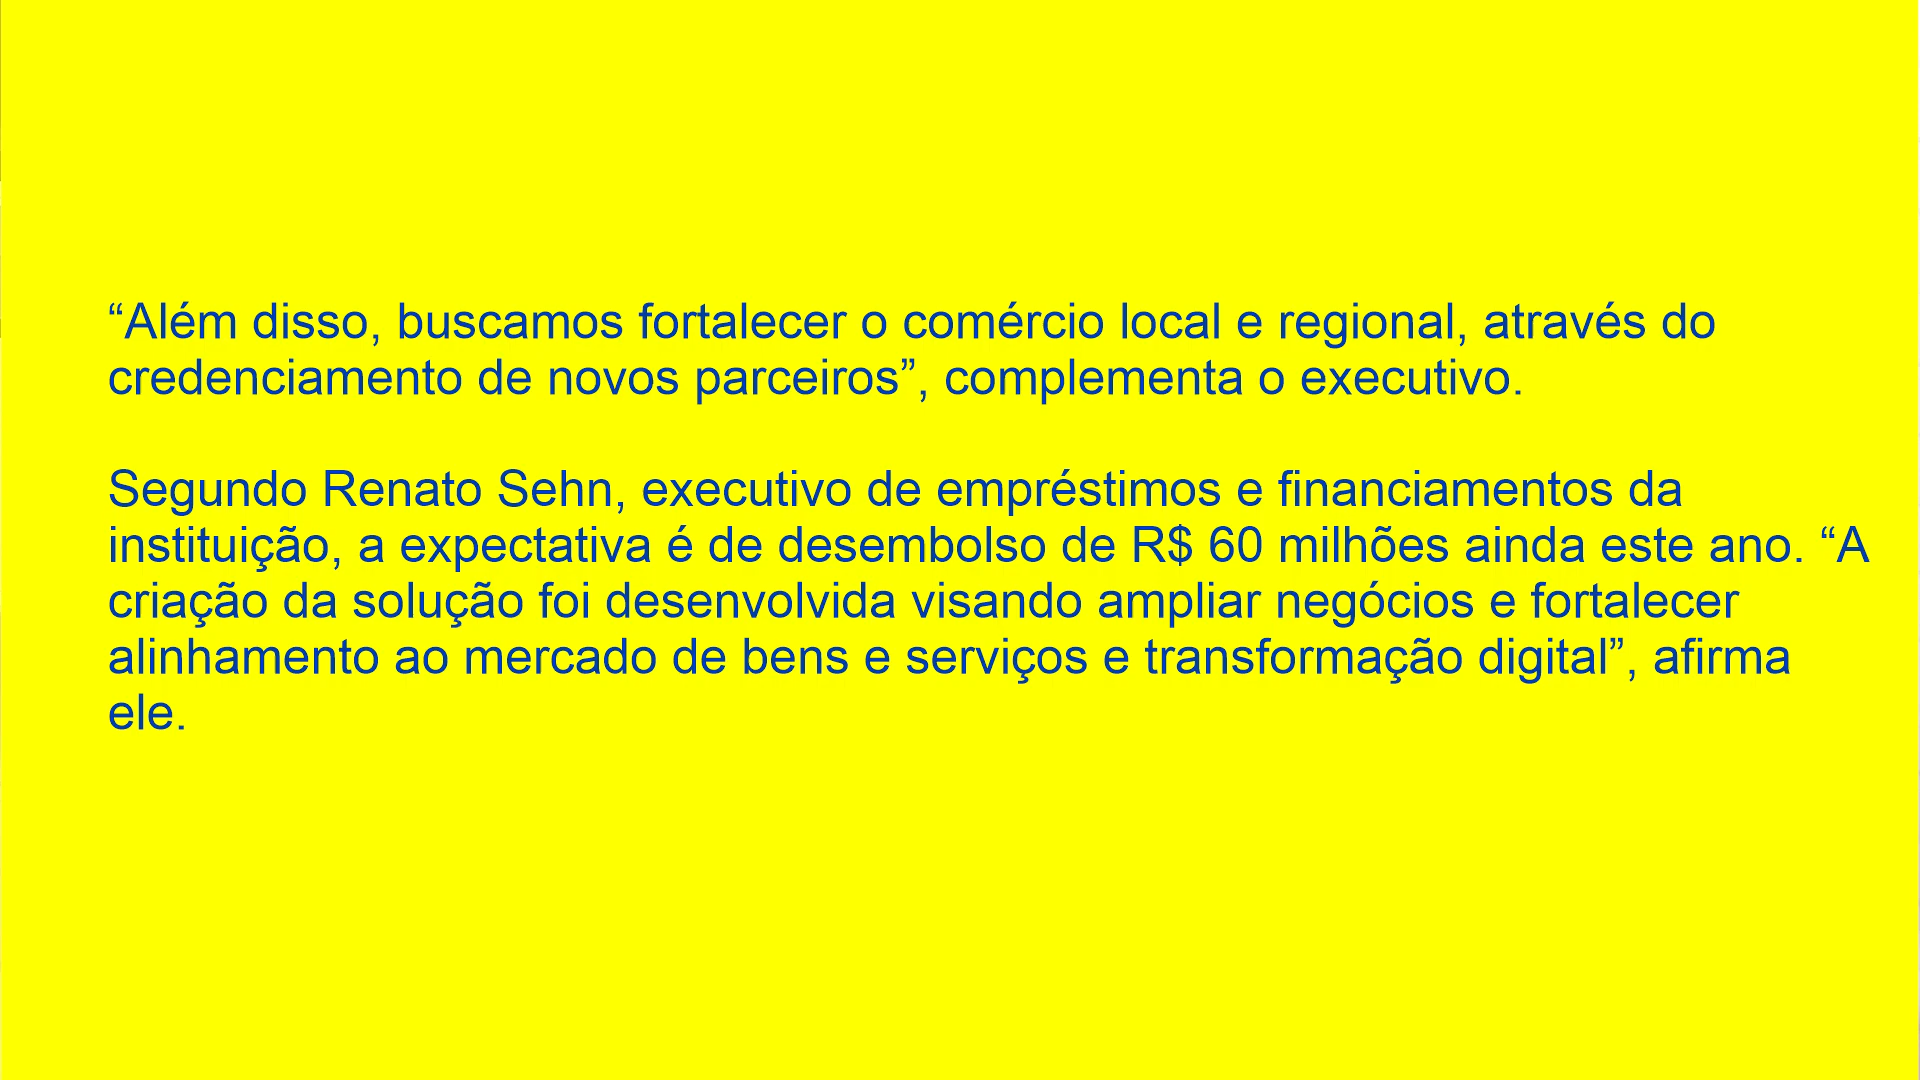 “Além disso, buscamos fortalecer o comércio local e regional, através do
credenciamento de novos parceiros”, complementa o executivo.
Segundo Renato Sehn, executivo de empréstimos e financiamentos da
instituição, a expectativa é de desembolso de R$ 60 milhões ainda este ano. “A
criação da solução foi desenvolvida visando ampliar negócios e fortalecer
alinhamento ao mercado de bens e serviços e transformação digital”, afirma
ele.